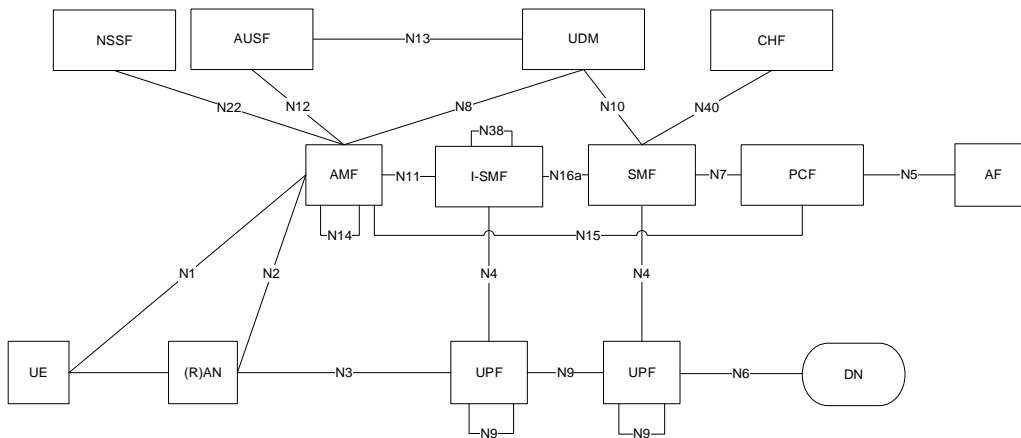 NSSF
AUSF
N13
UDM
CHF
N22
N12
N8
N10
N40
N38
AMF
N11
I-SMF
N16a
SMF
N7
PCF
N5
AF
N14
N15
N1
N2
N4
N4
UE
(R)AN
N3
UPF
N9
UPF
N6
DN
N9
N9